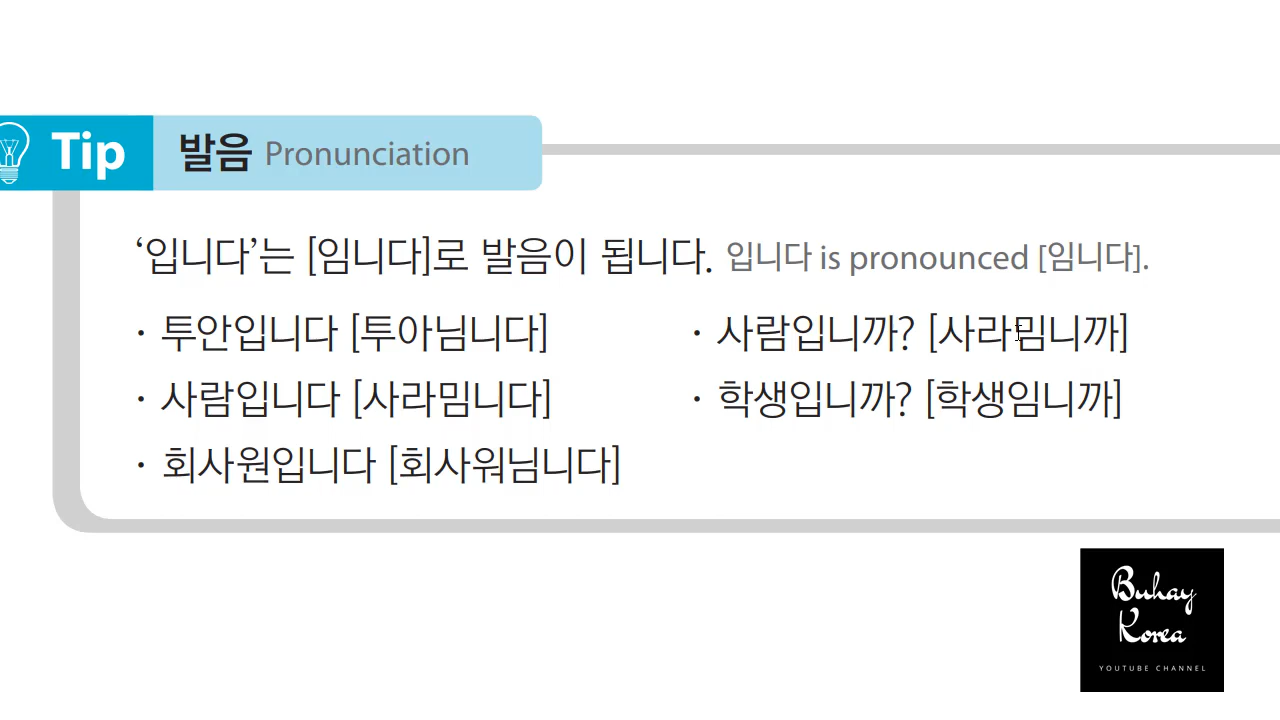 Tip 발음 Pronunciation
‘입니다’는 [임니다]로 발음이 됩니다. 입니다 is pronounced [임니다].
· 투안입니다 [투아님니다]
· 사람입니다 [사라밈니다]
· 회사원입니다 [회사워님니다]
· 사람입니까? [사라밈니까]
· 학생입니까? [학생임니까]
Buhay
Korea
YOUTUBE CHANNEL